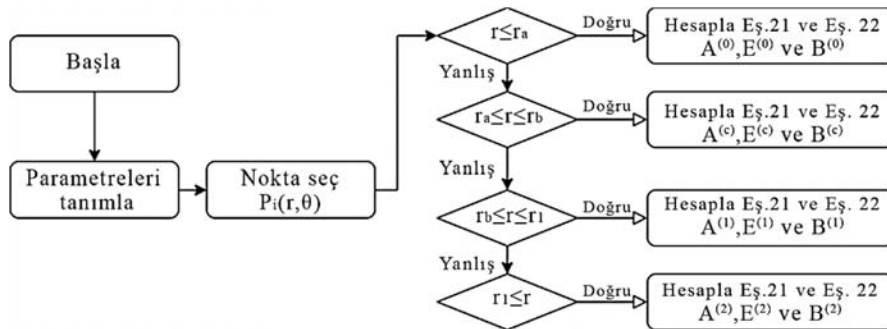 Başla
Parametreleri
tanımla
Nokta seç
Pi(r,θ)
r≤ra
Doğru
Hesapla Eş.21 ve Eş. 22
A⁽⁰⁾,E⁽⁰⁾ ve B⁽⁰⁾
Yanlış
ra≤r≤rb
Doğru
Hesapla Eş.21 ve Eş. 22
A⁽ᶜ⁾,E⁽ᶜ⁾ ve B⁽ᶜ⁾
Yanlış
rb≤r≤r1
Doğru
Hesapla Eş.21 ve Eş. 22
A⁽¹⁾,E⁽¹⁾ ve B⁽¹⁾
Yanlış
r1≤r
Doğru
Hesapla Eş.21 ve Eş. 22
A⁽²⁾,E⁽²⁾ ve B⁽²⁾